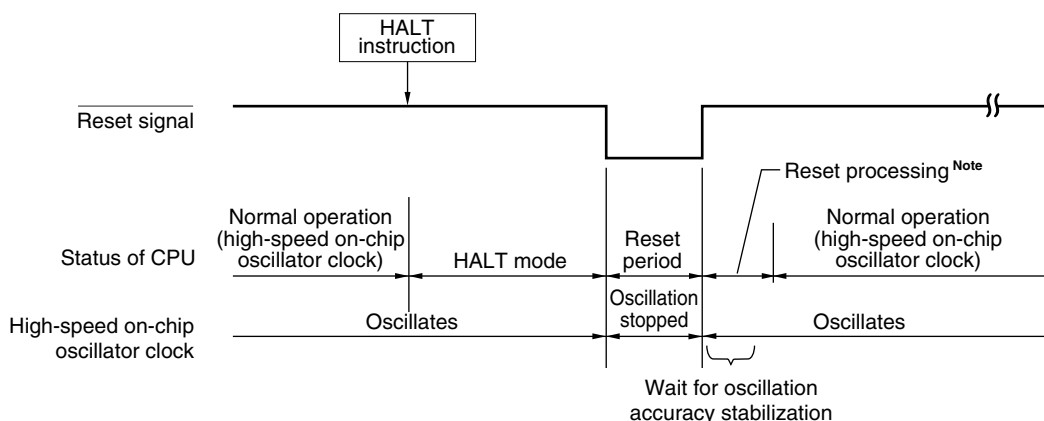 HALT
instruction
Reset signal
Reset processing Note
Status of CPU
Normal operation
(high-speed on-chip
oscillator clock)
HALT mode
Reset
period
Normal operation
(high-speed on-chip
oscillator clock)
High-speed on-chip
oscillator clock
Oscillates
Oscillation
stopped
Oscillates
Wait for oscillation
accuracy stabilization